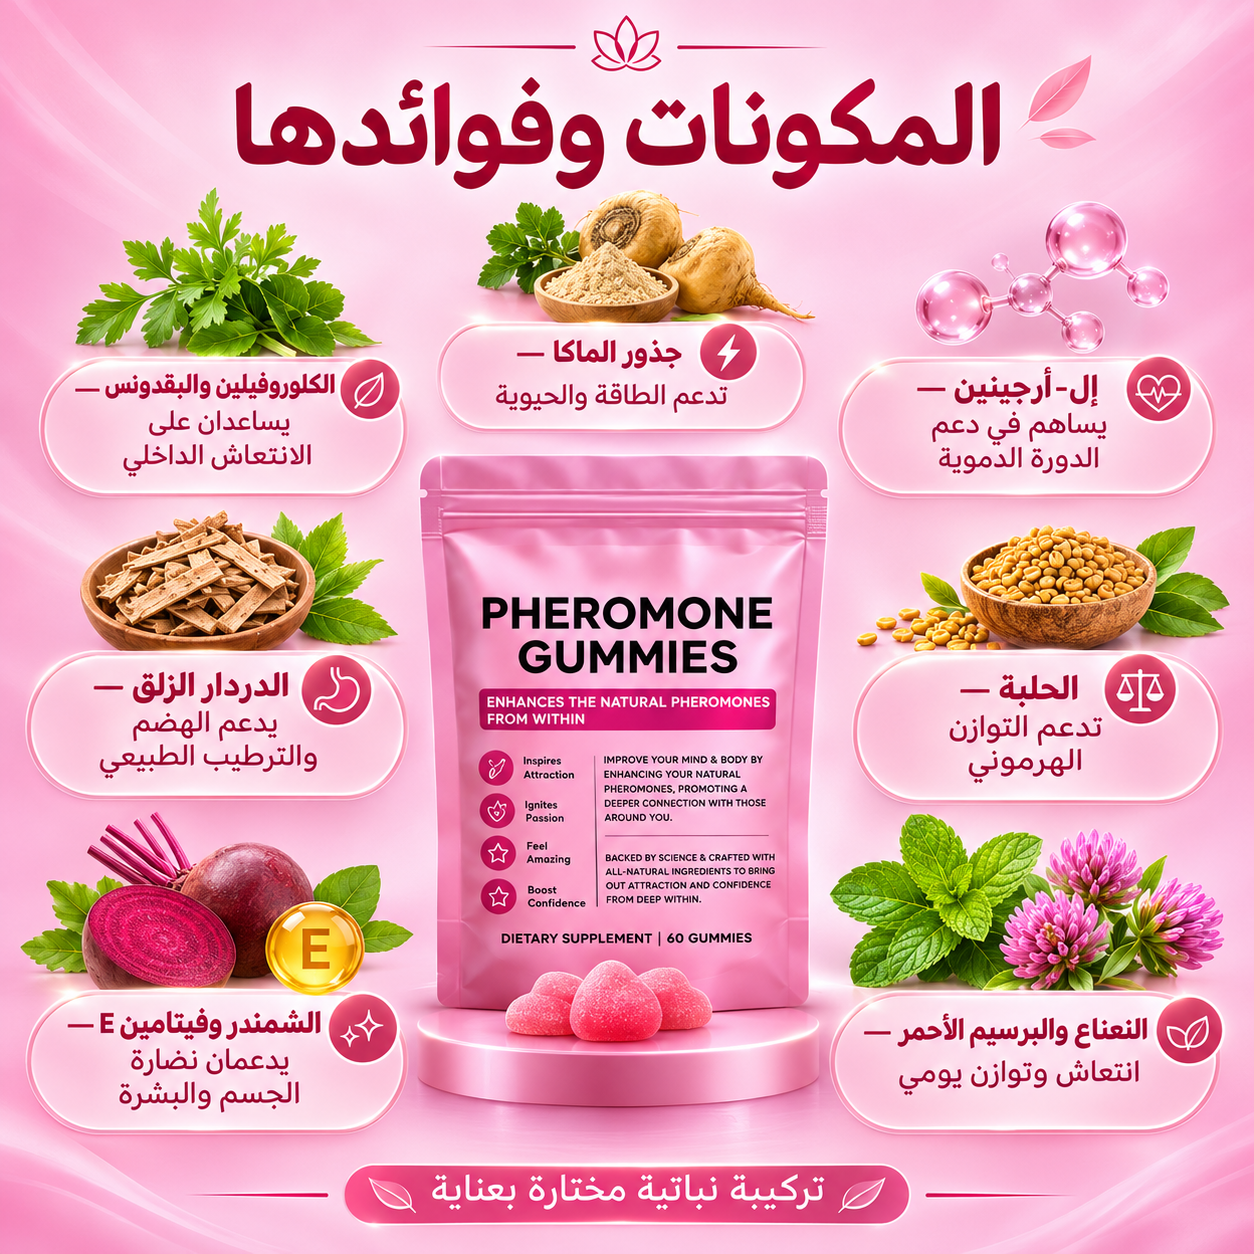 المكونات وفوائدها
جذور الماكا —
تدعم الطاقة والحيوية
إل-أرجينين —
يساهم في دعم
الدورة الدموية
الكلوروفيلين والبقدونس —
يساعدان على
الانتعاش الداخلي
الحلبة —
تدعم التوازن
الهرموني
الدردار الزلق —
يدعم الهضم
والترطيب الطبيعي
النعناع والبرسيم الأحمر —
انتعاش وتوازن يومي
الشمندر وفيتامين E —
يدعمان نضارة
الجسم والبشرة
E
PHEROMONE
GUMMIES
ENHANCES THE NATURAL PHEROMONES
FROM WITHIN
Inspires
Attraction
Ignites
Passion
Feel
Amazing
Boost
Confidence
IMPROVE YOUR MIND & BODY BY
ENHANCING YOUR NATURAL
PHEROMONES, PROMOTING A
DEEPER CONNECTION WITH THOSE
AROUND YOU.
BACKED BY SCIENCE & CRAFTED WITH
ALL-NATURAL INGREDIENTS TO BRING
OUT ATTRACTION AND CONFIDENCE
FROM DEEP WITHIN.
DIETARY SUPPLEMENT | 60 GUMMIES
تركيبة نباتية مختارة بعناية